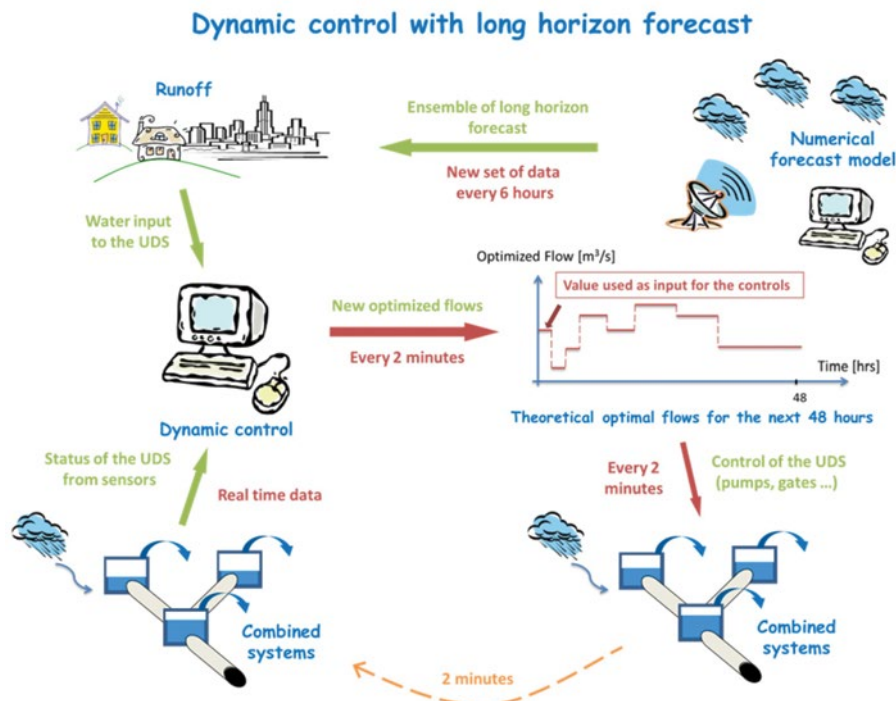 Dynamic control with long horizon forecast
Runoff
Ensemble of long horizon
forecast
New set of data
every 6 hours
Numerical
forecast model
Water input
to the UDS
Optimized Flow [m³/s]
Value used as input for the controls
New optimized flows
Every 2 minutes
Time [hrs]
48
Theoretical optimal flows for the next 48 hours
Dynamic control
Status of the UDS
from sensors
Real time data
Every 2
minutes
Control of the UDS
(pumps, gates ...)
Combined
systems
Combined
systems
2 minutes